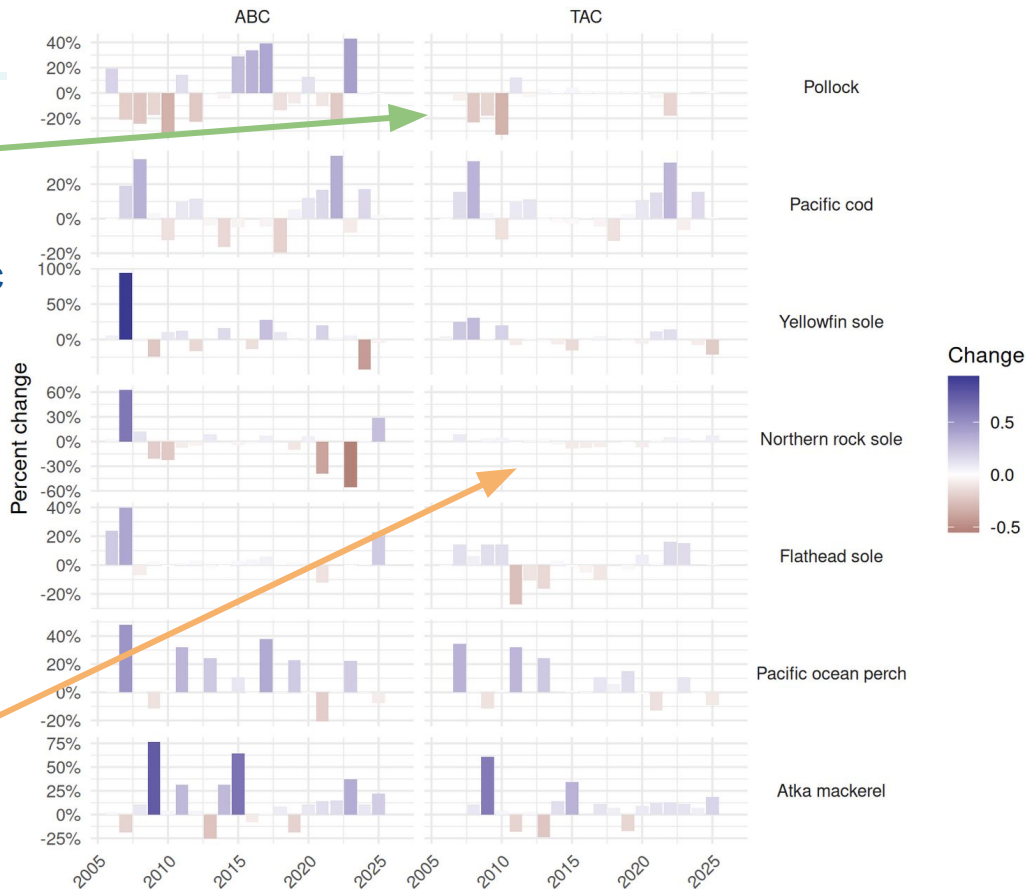 ABC
TAC
40%
20%
0%
-20%
Pollock
20%
0%
-20%
Pacific cod
100%
50%
0%
Yellowfin sole
60%
30%
0%
-30%
-60%
Northern rock sole
40%
20%
0%
-20%
Flathead sole
40%
20%
0%
-20%
Pacific ocean perch
75%
50%
25%
0%
-25%
Atka mackerel
2005 2010 2015 2020 2025
2005 2010 2015 2020 2025
Percent change
Change
0.5
0.0
-0.5